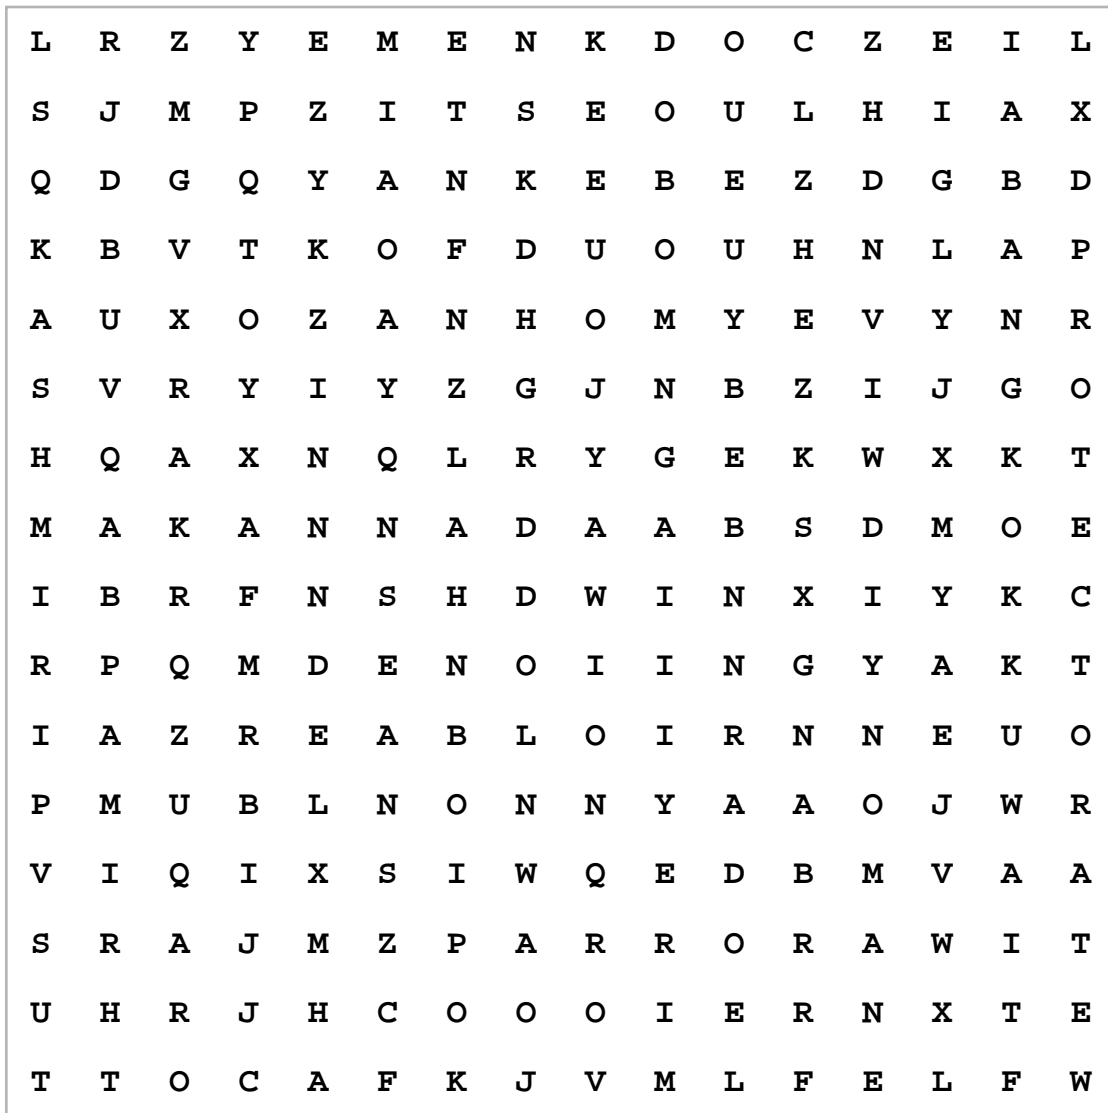 L R Z Y E M E N K D O C Z E I L
S J M P Z I T S E O U L H I A X
Q D G Q Y A N K E B E Z D G B D
K B V T K O F D U O U H N L A P
A U X O Z A N H O M Y E V Y N R
S V R Y I Y Z G J N B Z I J G O
H Q A X N Q L R Y G E K W X K T
M A K A N N A D A A B S D M O E
I B R F N S H D W I N X I Y K C
R P Q M D E N O I I N G Y A K T
I A Z R E A B L O I R N N E U O
P M U B L N O N N Y A A O J W R
V I Q I X S I W Q E D B M V A A
S R A J M Z P A R R O R A W I T
U H R J H C O O O I E R N X T E
T T O C A F K J V M L F E L F W